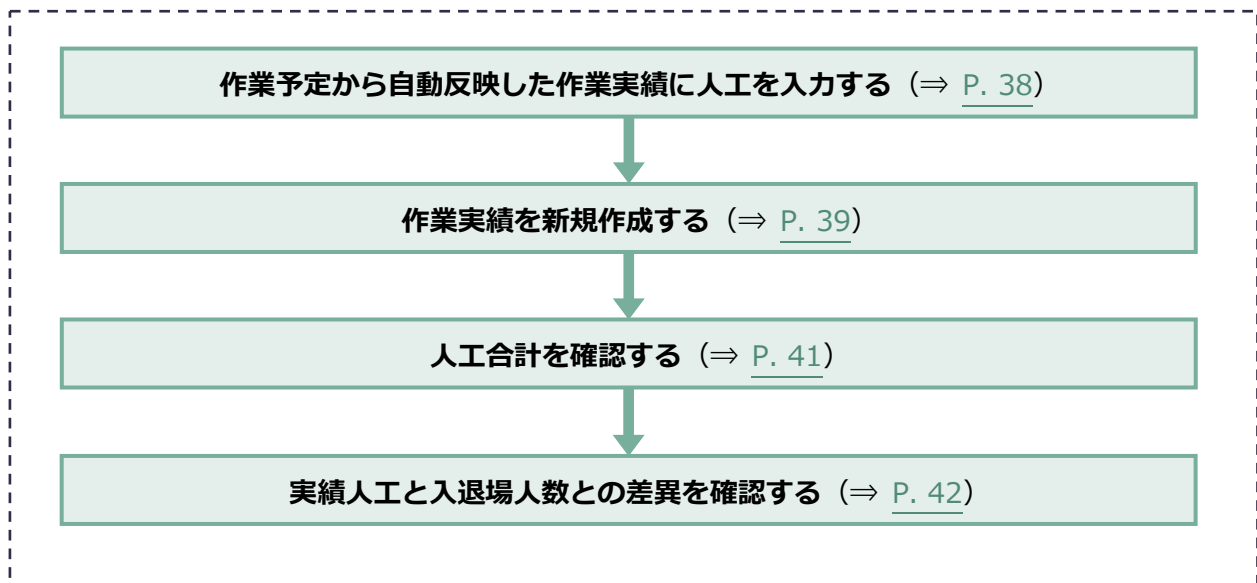 作業予定から自動反映した作業実績に人工を入力する（⇒ P. 38）
作業実績を新規作成する（⇒ P. 39）
人工合計を確認する（⇒ P. 41）
実績人工と入退場人数との差異を確認する（⇒ P. 42）